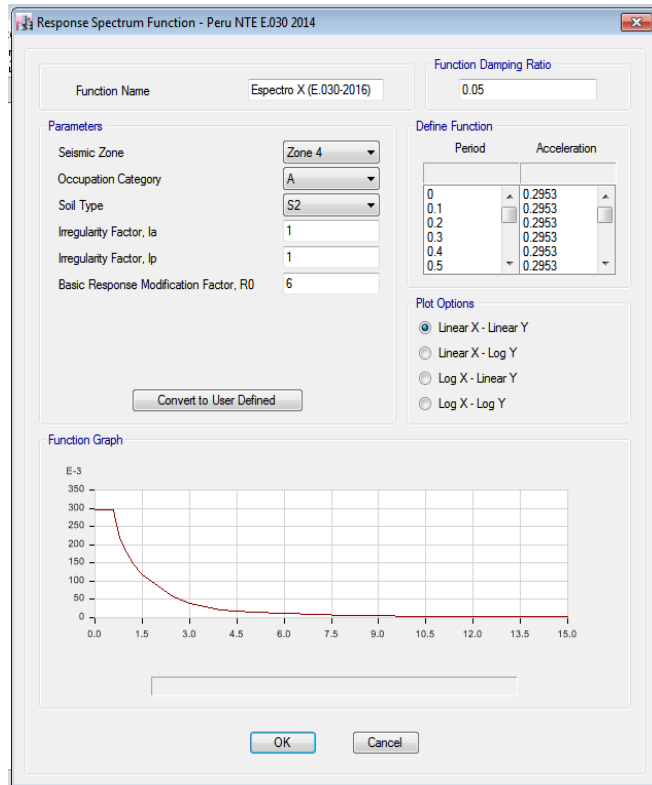 Response Spectrum Function - Peru NTE E.030 2014
Function Name
Espectro X (E.030-2016)
Function Damping Ratio
0.05
Parameters
Seismic Zone
Zone 4
Occupation Category
A
Soil Type
S2
Irregularity Factor, Ia
1
Irregularity Factor, Ip
1
Basic Response Modification Factor, R0
6
Convert to User Defined
Define Function
Period Acceleration
0 0.2953
0.1 0.2953
0.2 0.2953
0.3 0.2953
0.4 0.2953
0.5 0.2953
Plot Options
Linear X - Linear Y
Linear X - Log Y
Log X - Linear Y
Log X - Log Y
Function Graph
E-3
350
300
250
200
150
100
50
0
0.0 1.5 3.0 4.5 6.0 7.5 9.0 10.5 12.0 13.5 15.0
OK Cancel